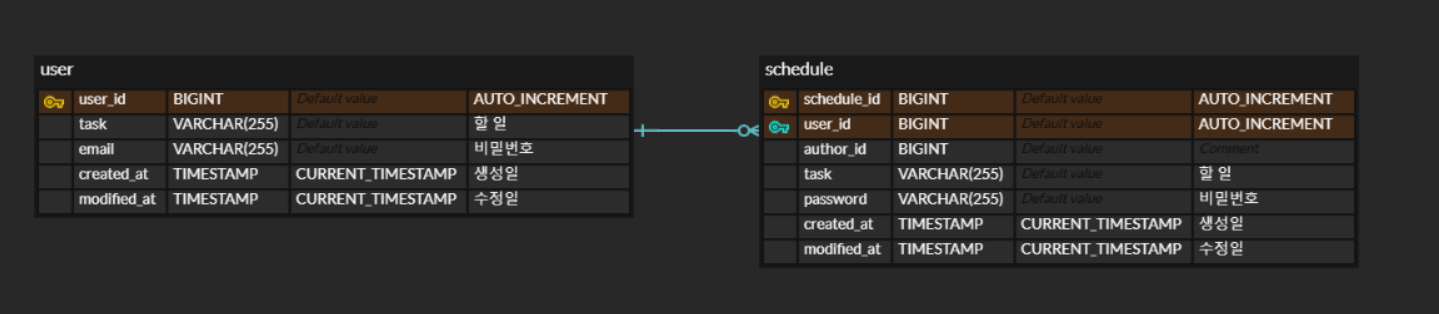 user
user_id BIGINT Default value AUTO_INCREMENT
task VARCHAR(255) Default value 할 일
email VARCHAR(255) Default value 비밀번호
created_at TIMESTAMP CURRENT_TIMESTAMP 생성일
modified_at TIMESTAMP CURRENT_TIMESTAMP 수정일
schedule
schedule_id BIGINT Default value AUTO_INCREMENT
user_id BIGINT Default value AUTO_INCREMENT
author_id BIGINT Default value Comment
task VARCHAR(255) Default value 할 일
password VARCHAR(255) Default value 비밀번호
created_at TIMESTAMP CURRENT_TIMESTAMP 생성일
modified_at TIMESTAMP CURRENT_TIMESTAMP 수정일